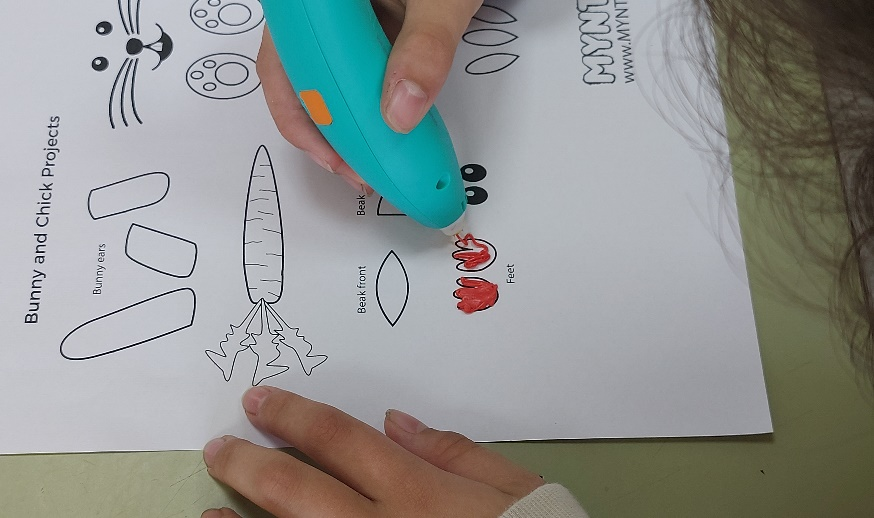 Bunny and Chick Projects
Bunny ears
Beak front
Beak
Feet
MYNT
www.MYNT